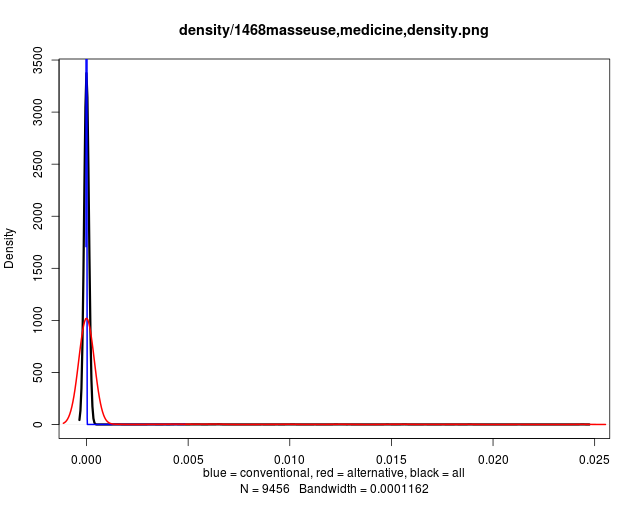 density/1468masseuse,medicine,density.png
Density
3500
3000
2500
2000
1500
1000
500
0
0.000 0.005 0.010 0.015 0.020 0.025
blue = conventional, red = alternative, black = all
N = 9456 Bandwidth = 0.0001162